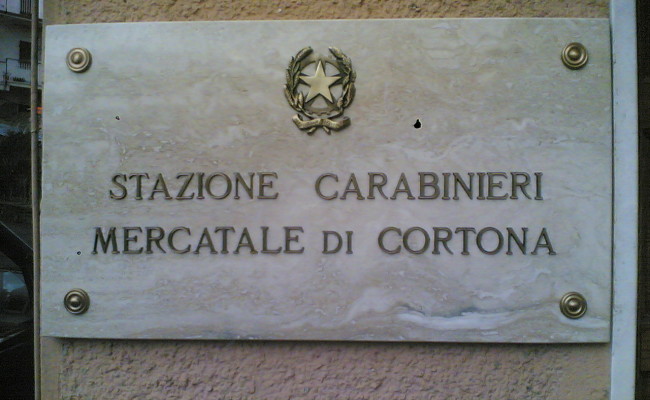 STAZIONE CARABINIERI
MERCATALE DI CORTONA